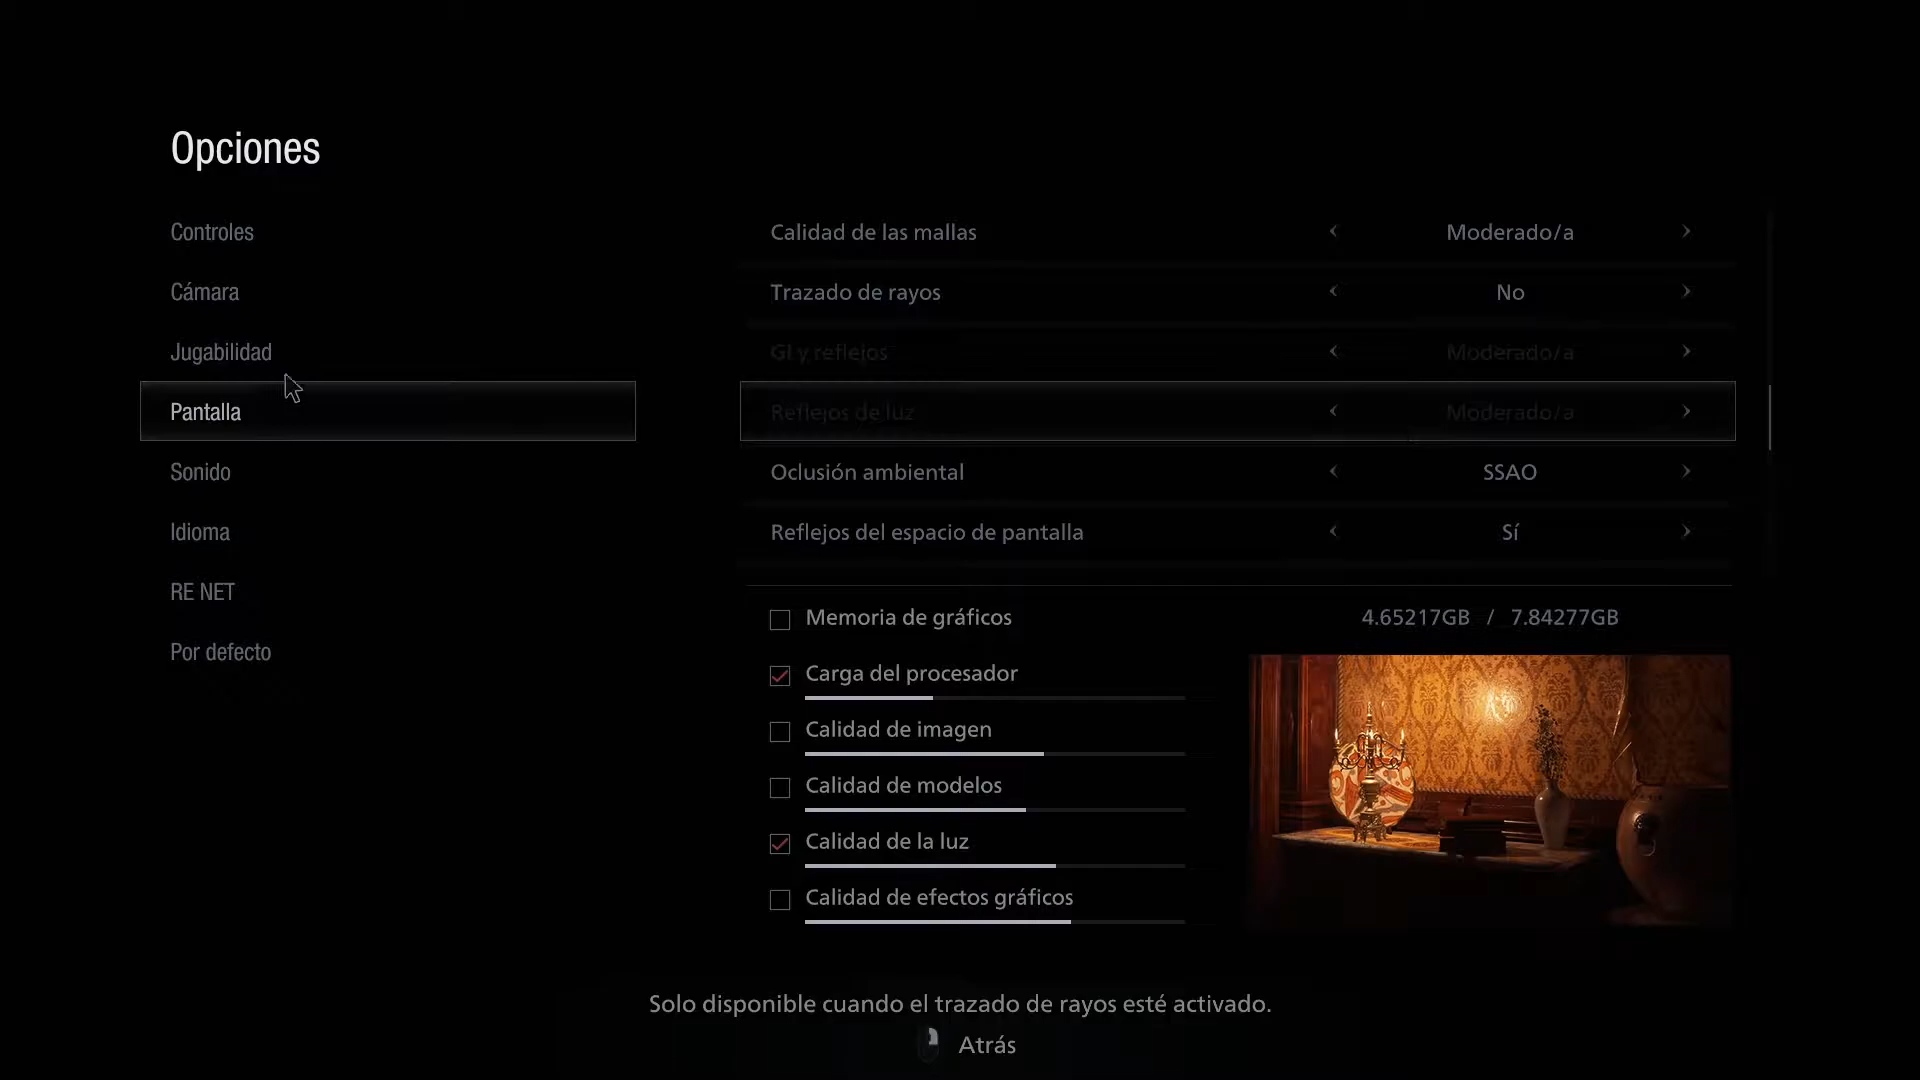 Opciones
Controles
Cámara
Jugabilidad
Pantalla
Sonido
Idioma
RE NET
Por defecto
Calidad de las mallas Moderado/a
Trazado de rayos No
GI y reflejos Moderado/a
Reflejos de luz Moderado/a
Oclusión ambiental SSAO
Reflejos del espacio de pantalla Sí
Memoria de gráficos 4.65217GB / 7.84277GB
Carga del procesador
Calidad de imagen
Calidad de modelos
Calidad de la luz
Calidad de efectos gráficos
Solo disponible cuando el trazado de rayos esté activado.
Atrás